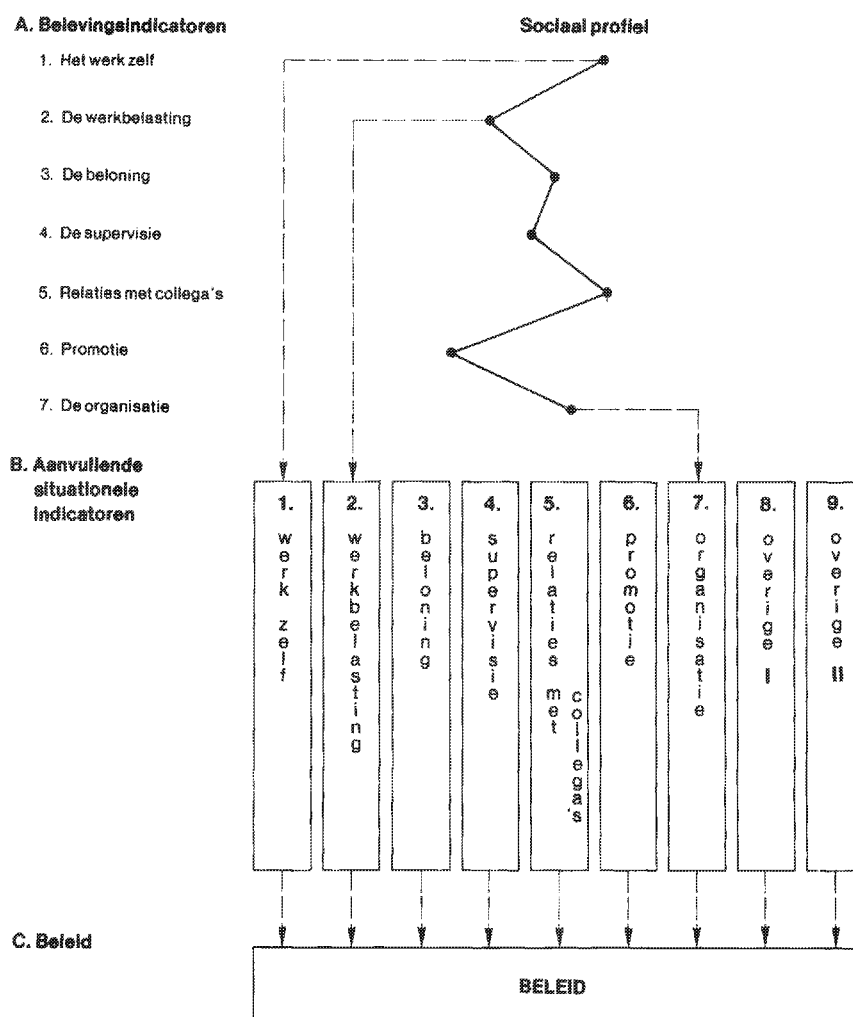 A. Belevingsindicatoren
Sociaal profiel
1. Het werk zelf
2. De werkbelasting
3. De beloning
4. De supervisie
5. Relaties met collega's
6. Promotie
7. De organisatie
B. Aanvullende
situationele
indicatoren
1.
werk zelf
2.
werkbelasting
3.
beloning
4.
supervisie
5.
relaties met
collega's
6.
promotie
7.
organisatie
8.
overige I
9.
overige II
C. Beleid
BELEID